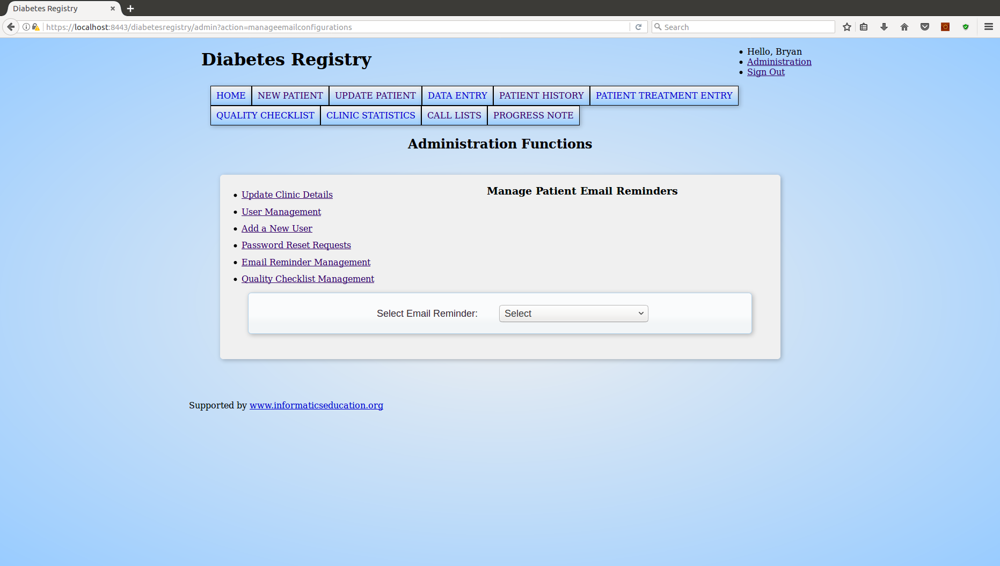 Diabetes Registry
https://localhost:8443/diabetesregistry/admin?action=manageemailconfigurations
Search
Diabetes Registry
Hello, Bryan
Administration
Sign Out
HOME NEW PATIENT UPDATE PATIENT DATA ENTRY PATIENT HISTORY PATIENT TREATMENT ENTRY
QUALITY CHECKLIST CLINIC STATISTICS CALL LISTS PROGRESS NOTE
Administration Functions
Manage Patient Email Reminders
Update Clinic Details
User Management
Add a New User
Password Reset Requests
Email Reminder Management
Quality Checklist Management
Select Email Reminder: Select
Supported by www.informaticseducation.org